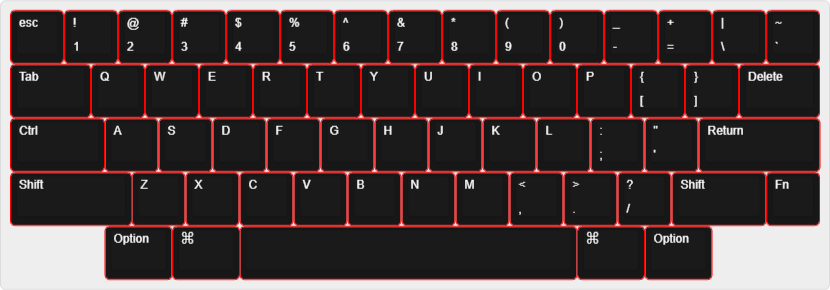 esc ! @ # $ % ^ & * ( ) _ + | ~
1 2 3 4 5 6 7 8 9 0 - = \ `
Tab Q W E R T Y U I O P { } Delete
[ ]
Ctrl A S D F G H J K L : " Return
; '
Shift Z X C V B N M < > ? Shift Fn
, . /
Option ⌘ ⌘ Option